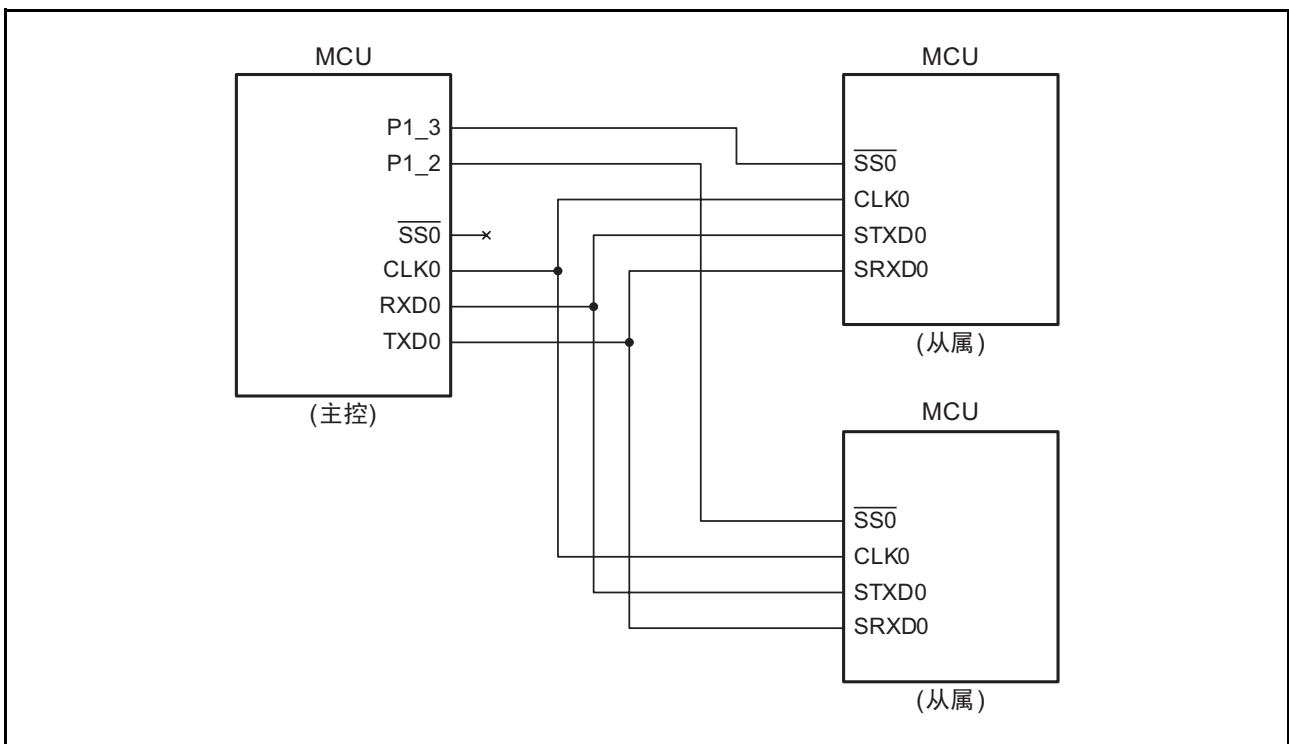 MCU
P1_3
P1_2
SS0
CLK0
RXD0
TXD0
(主控)
MCU
SS0
CLK0
STXD0
SRXD0
(从属)
MCU
SS0
CLK0
STXD0
SRXD0
(从属)